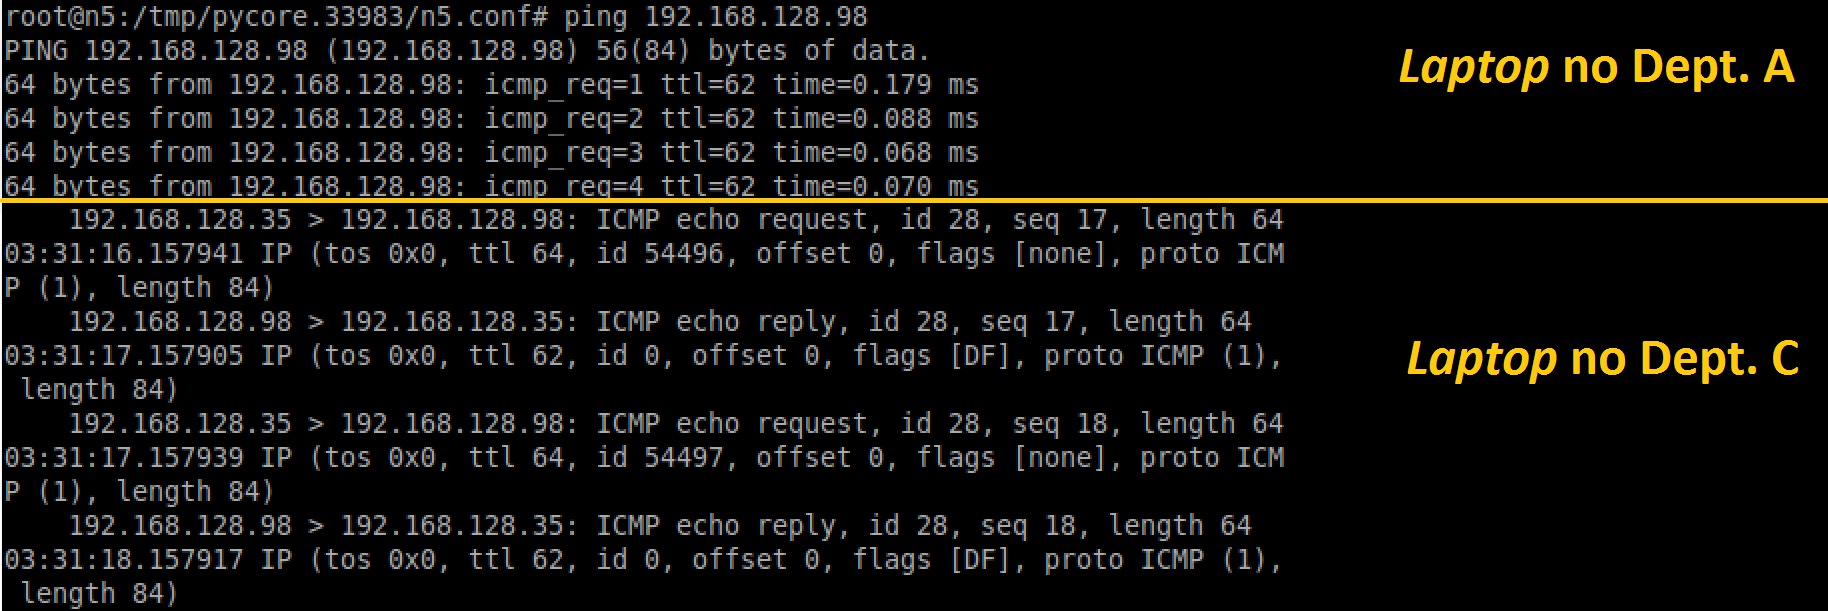 root@n5:/tmp/pycore.33983/n5.conf# ping 192.168.128.98
PING 192.168.128.98 (192.168.128.98) 56(84) bytes of data.
64 bytes from 192.168.128.98: icmp_req=1 ttl=62 time=0.179 ms
64 bytes from 192.168.128.98: icmp_req=2 ttl=62 time=0.088 ms
64 bytes from 192.168.128.98: icmp_req=3 ttl=62 time=0.068 ms
64 bytes from 192.168.128.98: icmp_req=4 ttl=62 time=0.070 ms
Laptop no Dept. A
192.168.128.35 > 192.168.128.98: ICMP echo request, id 28, seq 17, length 64
03:31:16.157941 IP (tos 0x0, ttl 64, id 54496, offset 0, flags [none], proto ICM
P (1), length 84)
192.168.128.98 > 192.168.128.35: ICMP echo reply, id 28, seq 17, length 64
03:31:17.157905 IP (tos 0x0, ttl 62, id 0, offset 0, flags [DF], proto ICMP (1),
length 84)
192.168.128.35 > 192.168.128.98: ICMP echo request, id 28, seq 18, length 64
03:31:17.157939 IP (tos 0x0, ttl 64, id 54497, offset 0, flags [none], proto ICM
P (1), length 84)
192.168.128.98 > 192.168.128.35: ICMP echo reply, id 28, seq 18, length 64
03:31:18.157917 IP (tos 0x0, ttl 62, id 0, offset 0, flags [DF], proto ICMP (1),
length 84)
Laptop no Dept. C